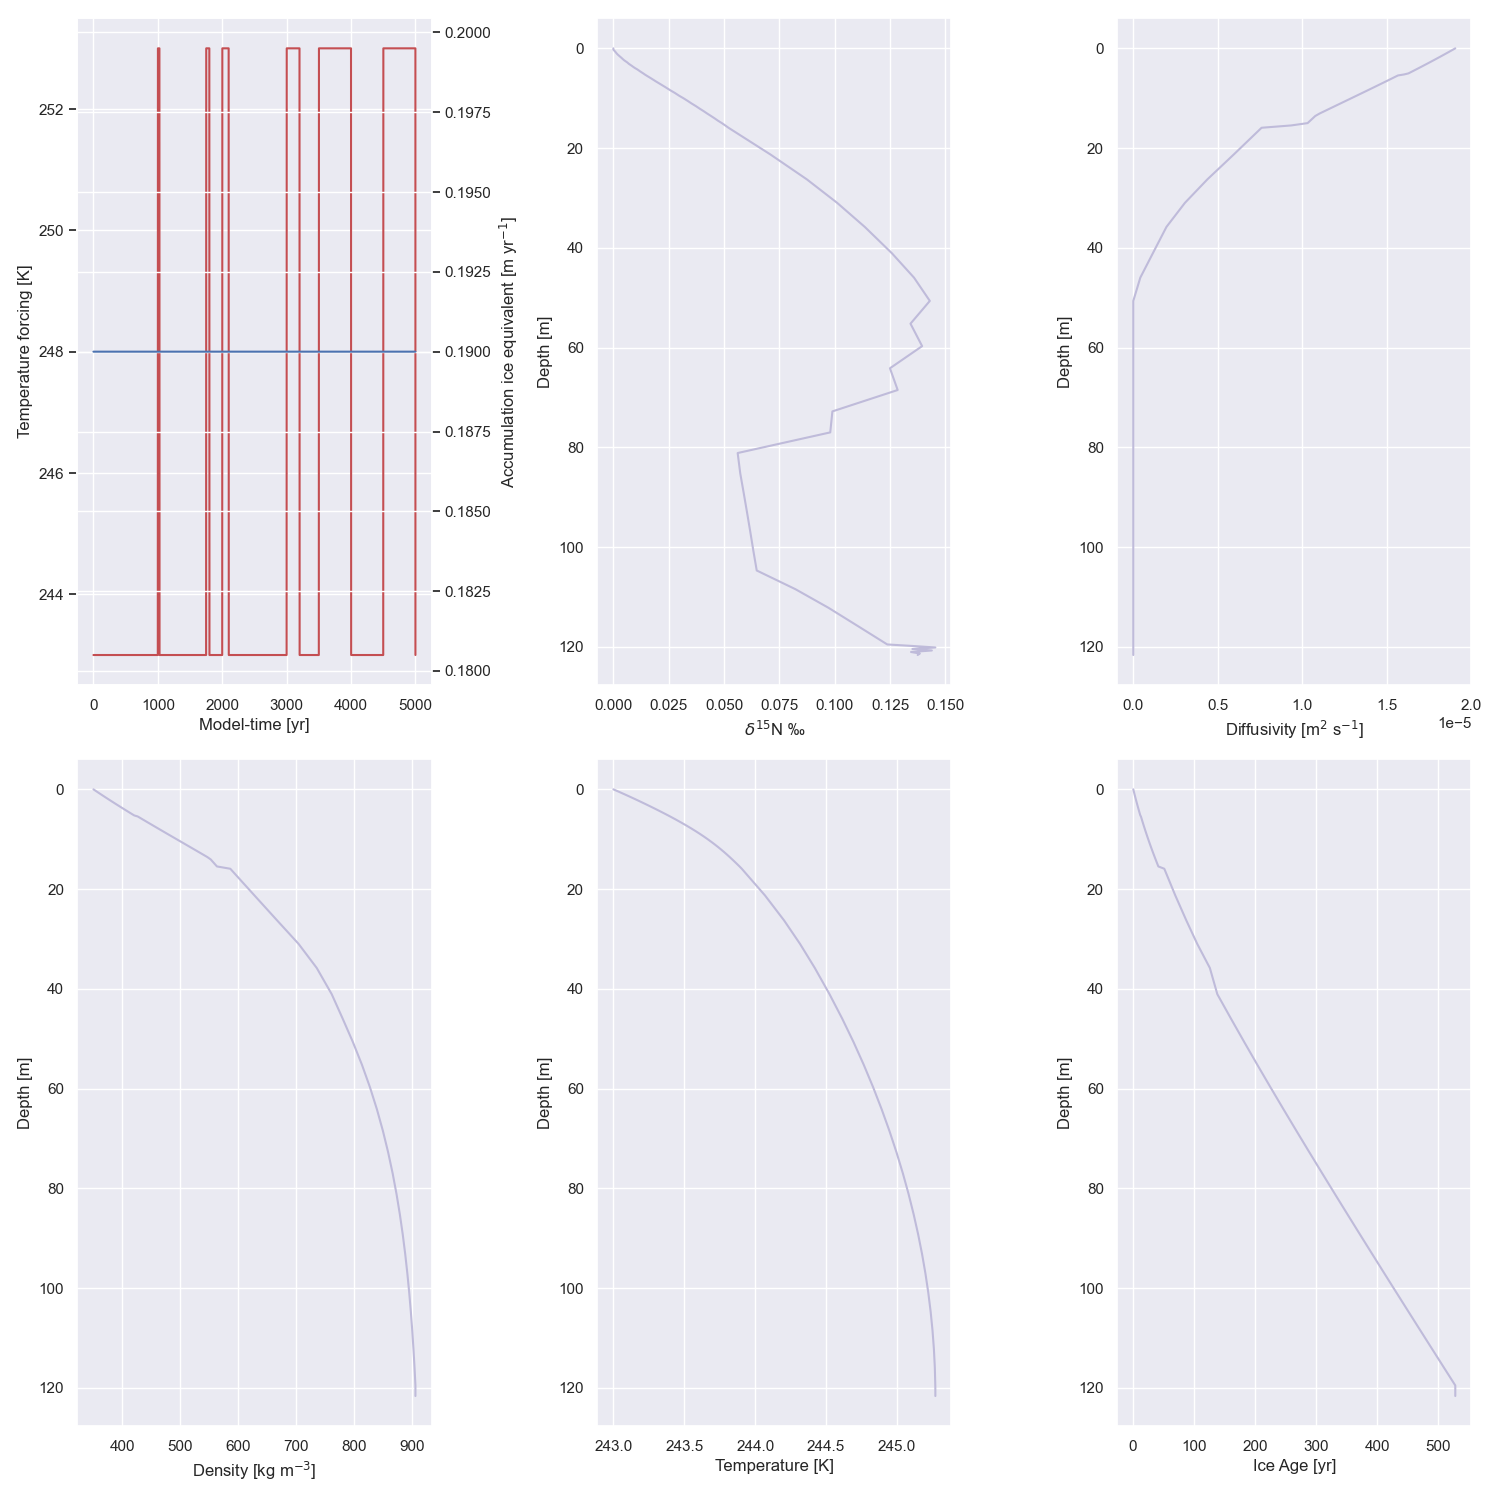 Temperature forcing [K]
252
250
248
246
244
0 1000 2000 3000 4000 5000
Model-time [yr]
0.2000
0.1975
0.1950
0.1925
0.1900
0.1875
0.1850
0.1825
0.1800
Accumulation ice equivalent [m yr⁻¹]
Depth [m]
0
20
40
60
80
100
120
0.000 0.025 0.050 0.075 0.100 0.125 0.150
δ¹⁵N ‰
Depth [m]
0
20
40
60
80
100
120
0.0 0.5 1.0 1.5 2.0
1e−5
Diffusivity [m² s⁻¹]
Depth [m]
0
20
40
60
80
100
120
400 500 600 700 800 900
Density [kg m⁻³]
Depth [m]
0
20
40
60
80
100
120
243.0 243.5 244.0 244.5 245.0
Temperature [K]
Depth [m]
0
20
40
60
80
100
120
0 100 200 300 400 500
Ice Age [yr]